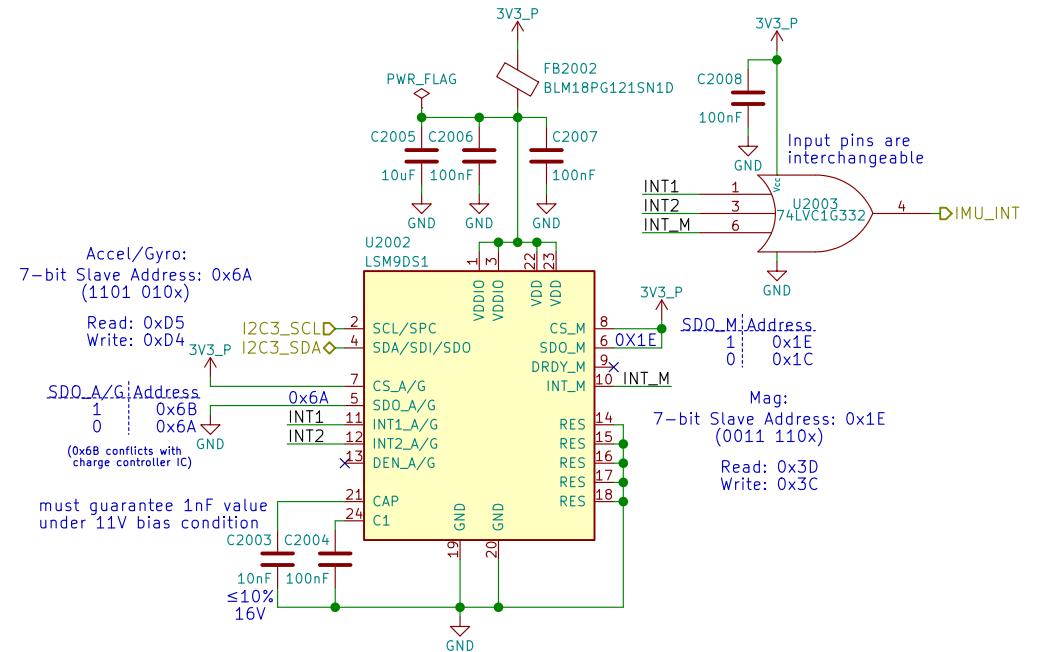 3V3_P
3V3_P
FB2002
BLM18PG121SN1D
PWR_FLAG
C2008
100nF
GND
C2005
C2006
C2007
10uF
100nF
100nF
GND
GND
GND
Input pins are
interchangeable
INT1
1
INT2
3
INT_M
6
Vcc
U2003
74LVC1G332
4
IMU_INT
GND
Accel/Gyro:
7-bit Slave Address: 0x6A
(1101 010x)
Read: 0xD5
Write: 0xD4
U2002
LSM9DS1
1
3
22
23
VDDIO
VDDIO
VDD
VDD
I2C3_SCL
2
SCL/SPC
I2C3_SDA
4
SDA/SDI/SDO
3V3_P
7
CS_A/G
0x6A
5
SDO_A/G
GND
INT1
11
INT1_A/G
INT2
12
INT2_A/G
13
DEN_A/G
21
CAP
24
C1
SDO_A/G Address
1 0x6B
0 0x6A
(0x6B conflicts with
charge controller IC)
must guarantee 1nF value
under 11V bias condition
C2003
C2004
10nF
100nF
≤10%
16V
GND
GND
19
20
GND
3V3_P
CS_M
8
SDO_M
6
0X1E
DRDY_M
9
INT_M
10
INT_M
RES
14
RES
15
RES
16
RES
17
RES
18
SDO_M Address
1 0x1E
0 0x1C
Mag:
7-bit Slave Address: 0x1E
(0011 110x)
Read: 0x3D
Write: 0x3C